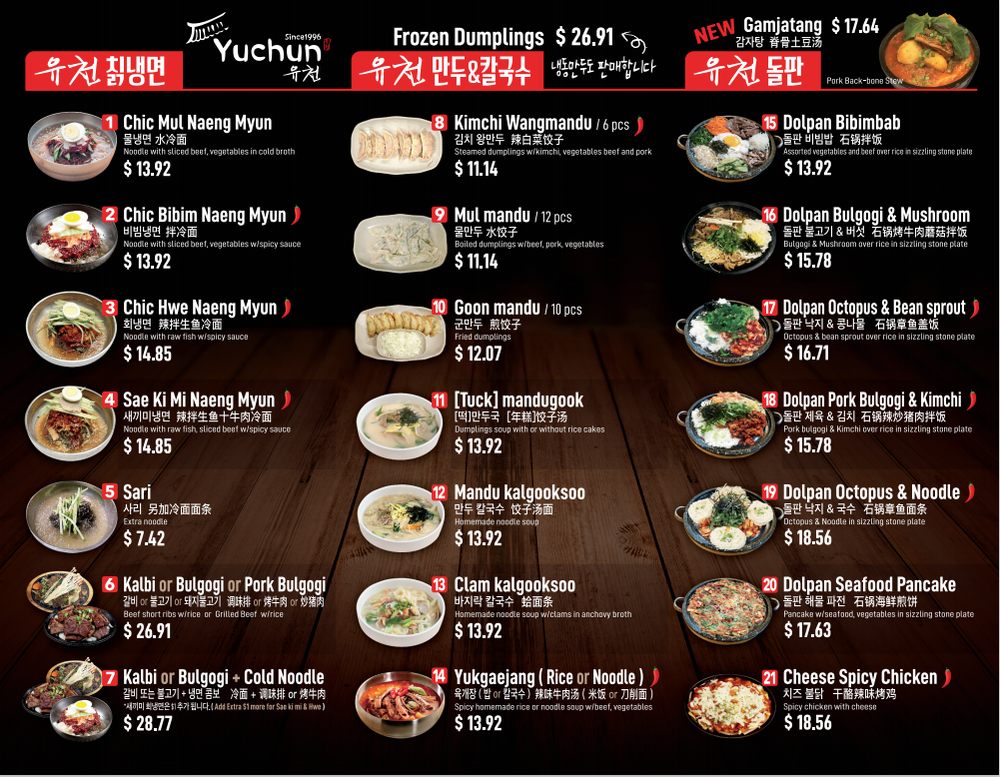 Since1996
Yuchun
유천
유천 칡냉면
1 Chic Mul Naeng Myun
물냉면 水冷面
Noodle with sliced beef, vegetables in cold broth
$ 13.92
2 Chic Bibim Naeng Myun
비빔냉면 拌冷面
Noodle with sliced beef, vegetables w/spicy sauce
$ 13.92
3 Chic Hwe Naeng Myun
회냉면 辣拌生鱼冷面
Noodle with raw fish w/spicy sauce
$ 14.85
4 Sae Ki Mi Naeng Myun
새끼미냉면 辣拌生鱼十牛肉冷面
Noodle with raw fish, sliced beef w/spicy sauce
$ 14.85
5 Sari
사리 另加冷面面条
Extra noodle
$ 7.42
6 Kalbi or Bulgogi or Pork Bulgogi
갈비 or 불고기 or 돼지불고기 调味排 or 烤牛肉 or 炒猪肉
Beef short ribs w/rice or Grilled Beef w/rice
$ 26.91
7 Kalbi or Bulgogi + Cold Noodle
갈비 또는 불고기 + 냉면 콤보 冷面 + 调味排 or 烤牛肉
*새끼미 회냉면은 $1 추가 됩니다. ( Add Extra $1 more for Sae ki mi & Hwe )
$ 28.77
Frozen Dumplings $ 26.91
냉동만두도 판매합니다
유천 만두&칼국수
8 Kimchi Wangmandu / 6 pcs
김치 왕만두 辣白菜饺子
Steamed dumplings w/kimchi, vegetables beef and pork
$ 11.14
9 Mul mandu / 12 pcs
물만두 水饺子
Boiled dumplings w/beef, pork, vegetables
$ 11.14
10 Goon mandu / 10 pcs
군만두 煎饺子
Fried dumplings
$ 12.07
11 [Tuck] mandugook
[떡]만두국 [年糕]饺子汤
Dumplings soup with or without rice cakes
$ 13.92
12 Mandu kalgooksoo
만두 칼국수 饺子汤面
Homemade noodle soup
$ 13.92
13 Clam kalgooksoo
바지락 칼국수 蛤面条
Homemade noodle soup w/clams in anchovy broth
$ 13.92
14 Yukgaejang ( Rice or Noodle )
육개장 ( 밥 or 칼국수 ) 辣味牛肉汤 ( 米饭 or 刀削面 )
Spicy homemade rice or noodle soup w/beef, vegetables
$ 13.92
NEW Gamjatang $ 17.64
감자탕 脊骨土豆汤
Pork Back-bone Stew
유천 돌판
15 Dolpan Bibimbab
돌판 비빔밥 石锅拌饭
Assorted vegetables and beef over rice in sizzling stone plate
$ 13.92
16 Dolpan Bulgogi & Mushroom
돌판 불고기 & 버섯 石锅烤牛肉蘑菇拌饭
Bulgogi & Mushroom over rice in sizzling stone plate
$ 15.78
17 Dolpan Octopus & Bean sprout
돌판 낙지 & 콩나물 石锅章鱼盖饭
Octopus & bean sprout over rice in sizzling stone plate
$ 16.71
18 Dolpan Pork Bulgogi & Kimchi
돌판 제육 & 김치 石锅辣炒猪肉拌饭
Pork bulgogi & Kimchi over rice in sizzling stone plate
$ 15.78
19 Dolpan Octopus & Noodle
돌판 낙지 & 국수 石锅章鱼面条
Octopus & Noodle in sizzling stone plate
$ 18.56
20 Dolpan Seafood Pancake
돌판 해물 파전 石锅海鲜煎饼
Pancake w/seafood, vegetables in sizzling stone plate
$ 17.63
21 Cheese Spicy Chicken
치즈 불닭 干酪辣味烤鸡
Spicy chicken with cheese
$ 18.56